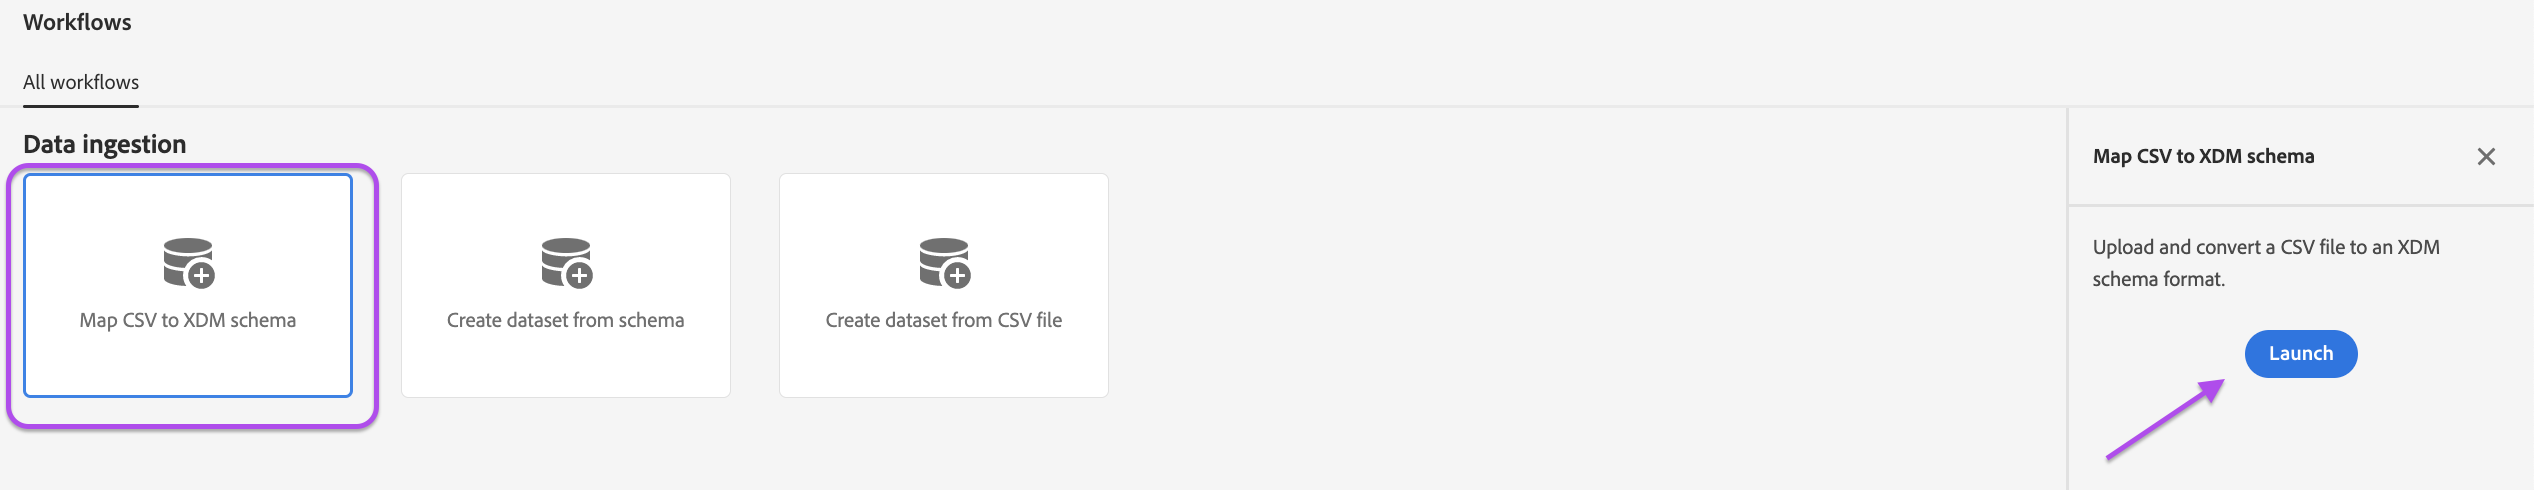 Workflows
All workflows
Data ingestion
Map CSV to XDM schema
Create dataset from schema
Create dataset from CSV file
Map CSV to XDM schema
Upload and convert a CSV file to an XDM
schema format.
Launch